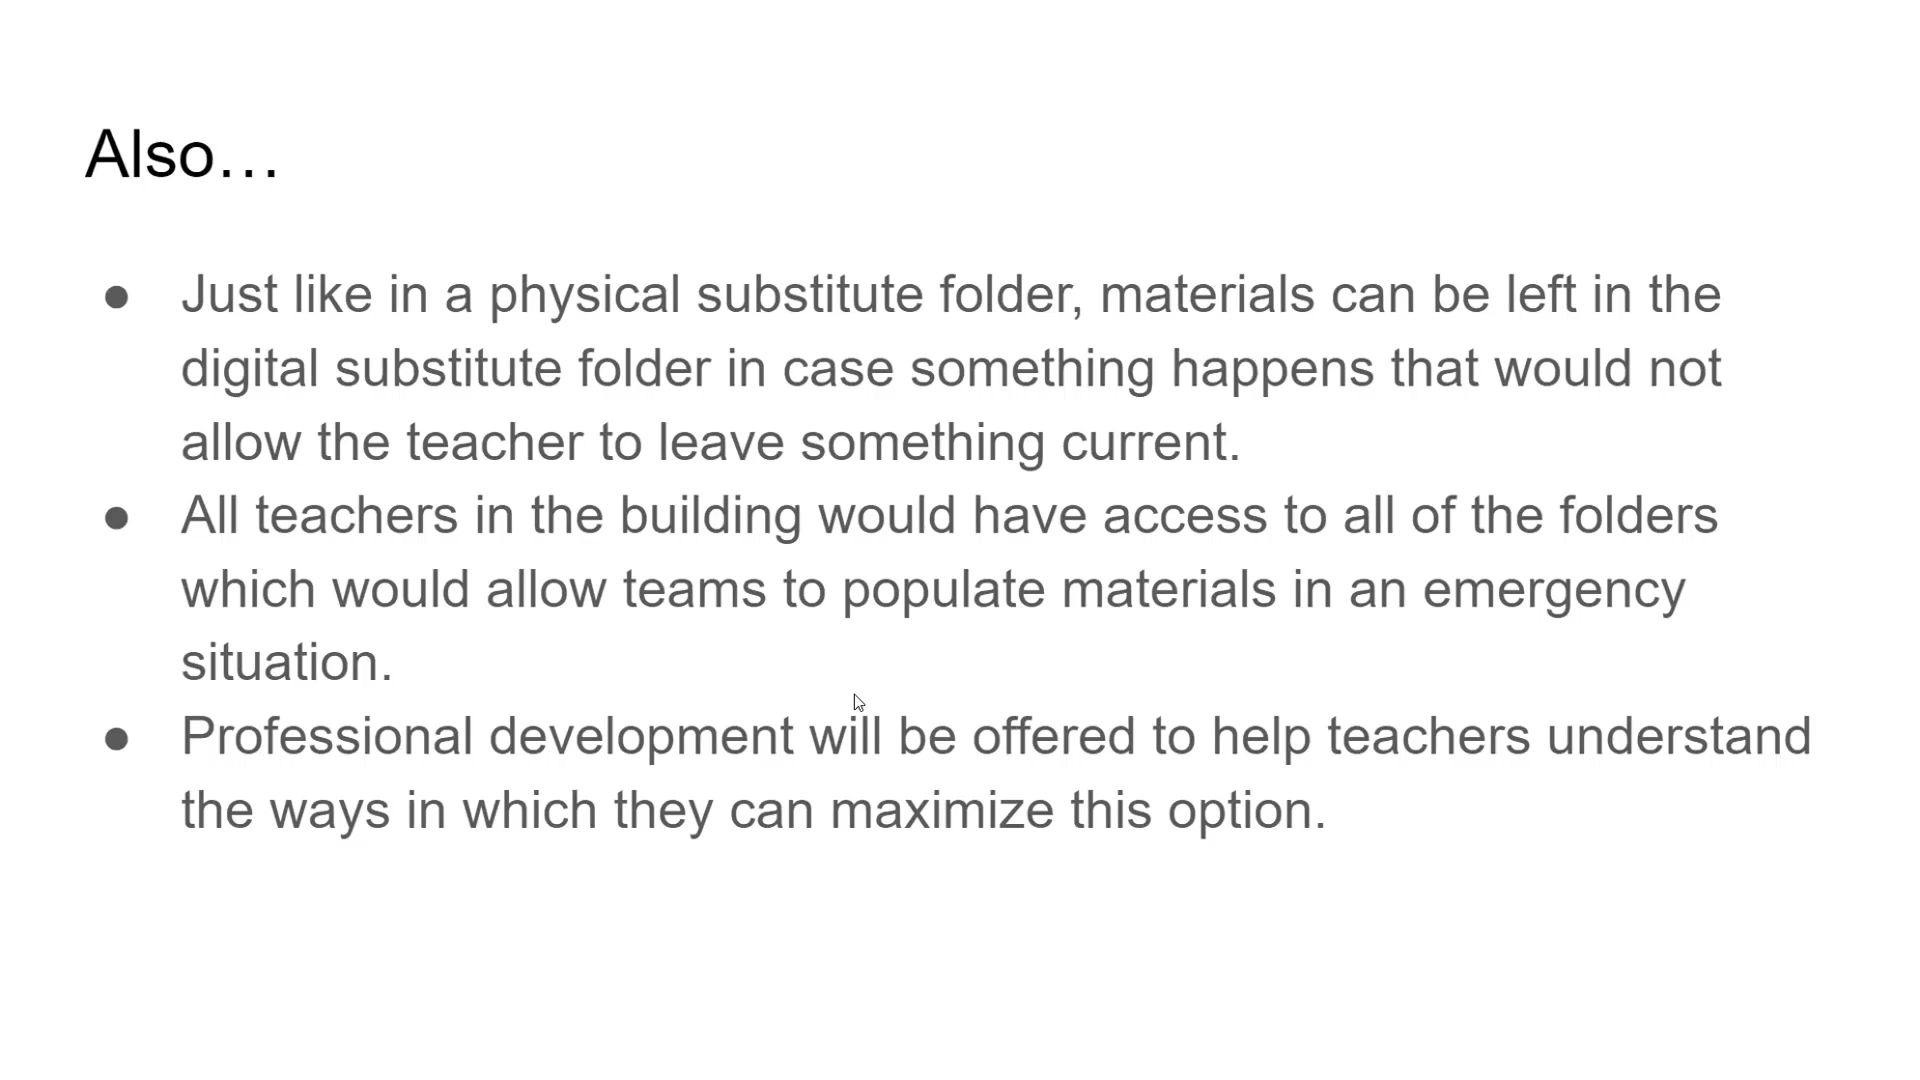 Also…
● Just like in a physical substitute folder, materials can be left in the
digital substitute folder in case something happens that would not
allow the teacher to leave something current.
● All teachers in the building would have access to all of the folders
which would allow teams to populate materials in an emergency
situation.
● Professional development will be offered to help teachers understand
the ways in which they can maximize this option.